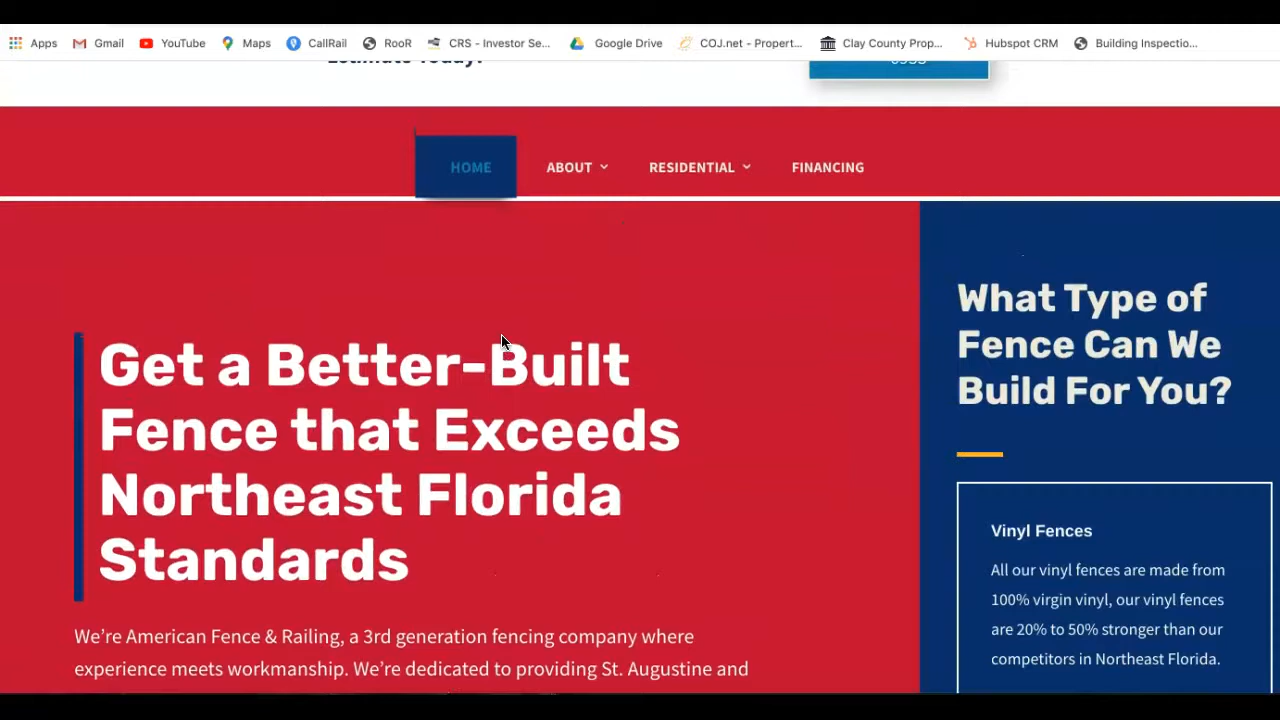 Apps Gmail YouTube Maps CallRail RooR CRS - Investor Se... Google Drive COJ.net - Propert... Clay County Prop... Hubspot CRM Building Inspectio...
Estimate Today!
HOME ABOUT RESIDENTIAL FINANCING
Get a Better-Built
Fence that Exceeds
Northeast Florida
Standards
We’re American Fence & Railing, a 3rd generation fencing company where
experience meets workmanship. We’re dedicated to providing St. Augustine and
What Type of
Fence Can We
Build For You?
Vinyl Fences
All our vinyl fences are made from
100% virgin vinyl, our vinyl fences
are 20% to 50% stronger than our
competitors in Northeast Florida.